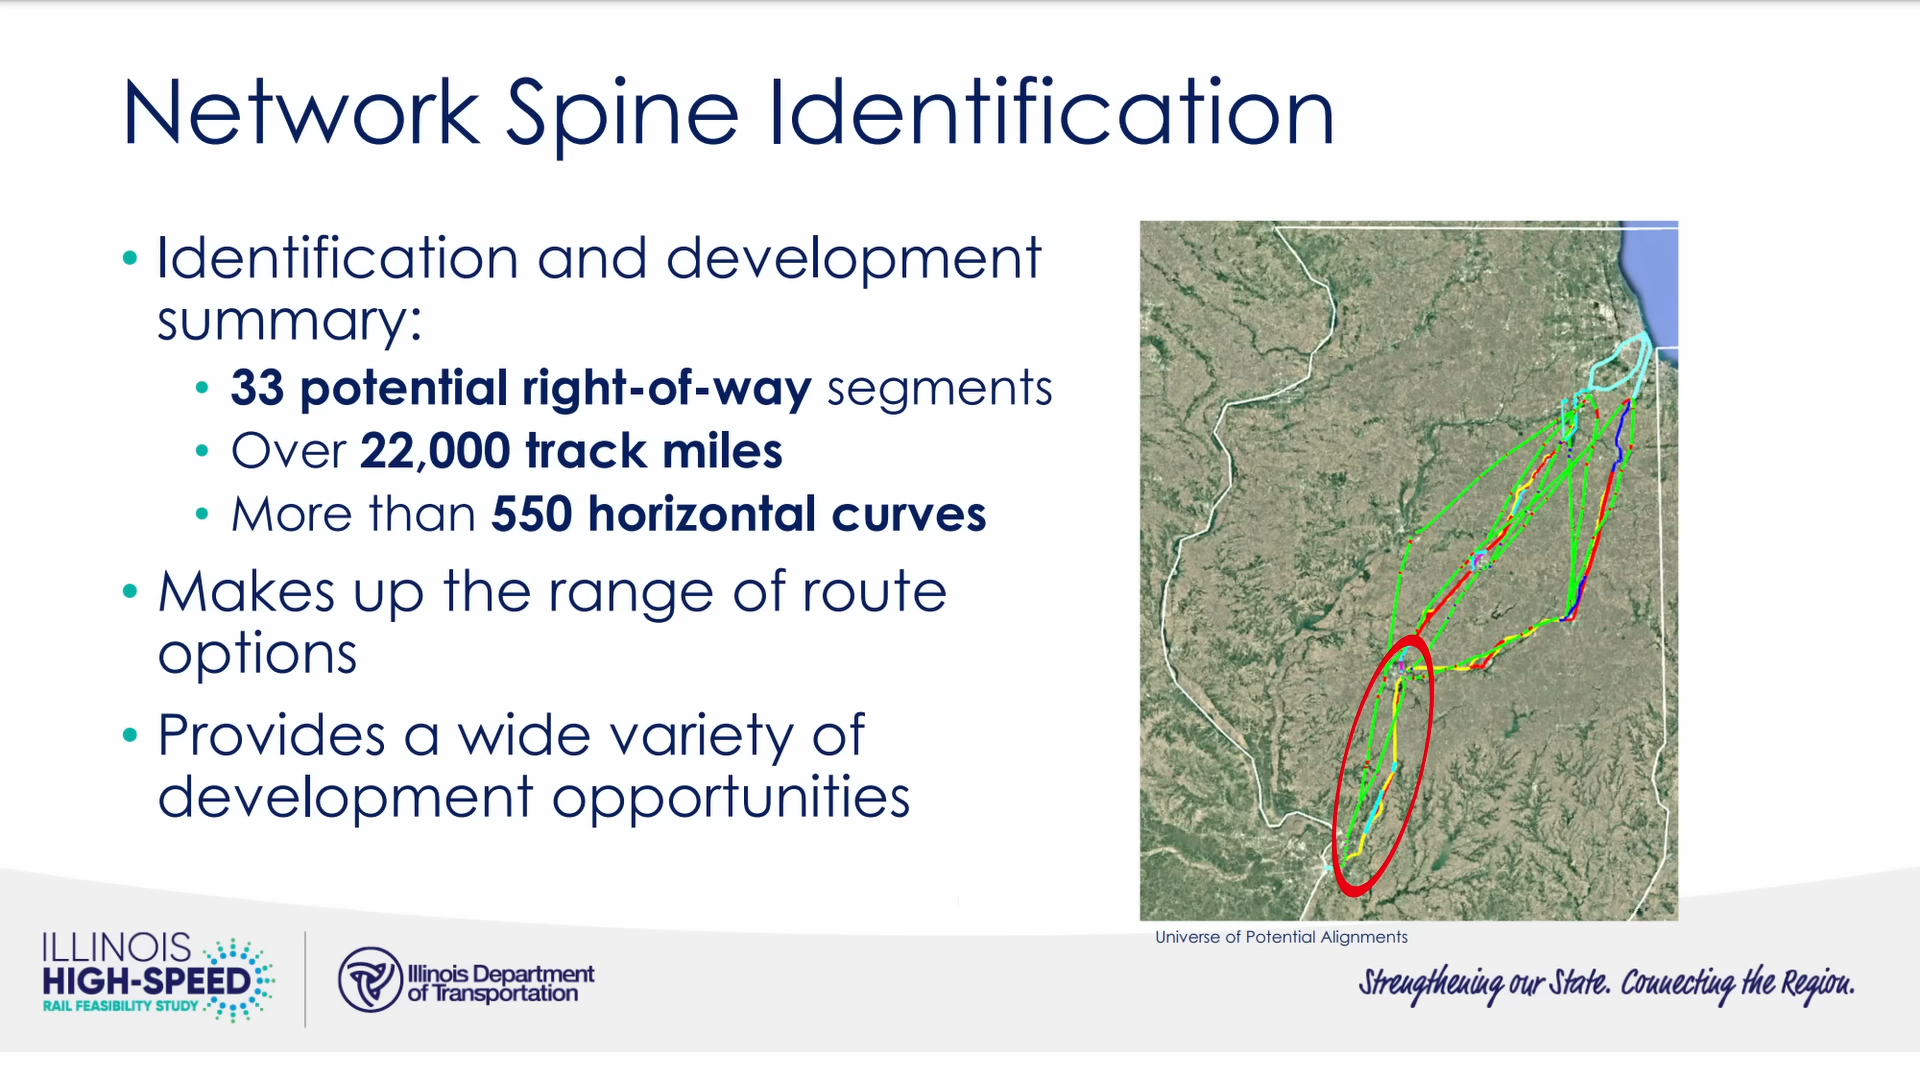 Network Spine Identification
• Identification and development
summary:
• 33 potential right-of-way segments
• Over 22,000 track miles
• More than 550 horizontal curves
• Makes up the range of route
options
• Provides a wide variety of
development opportunities
Universe of Potential Alignments
ILLINOIS
HIGH-SPEED
RAIL FEASIBILITY STUDY
Illinois Department
of Transportation
Strengthening our State. Connecting the Region.